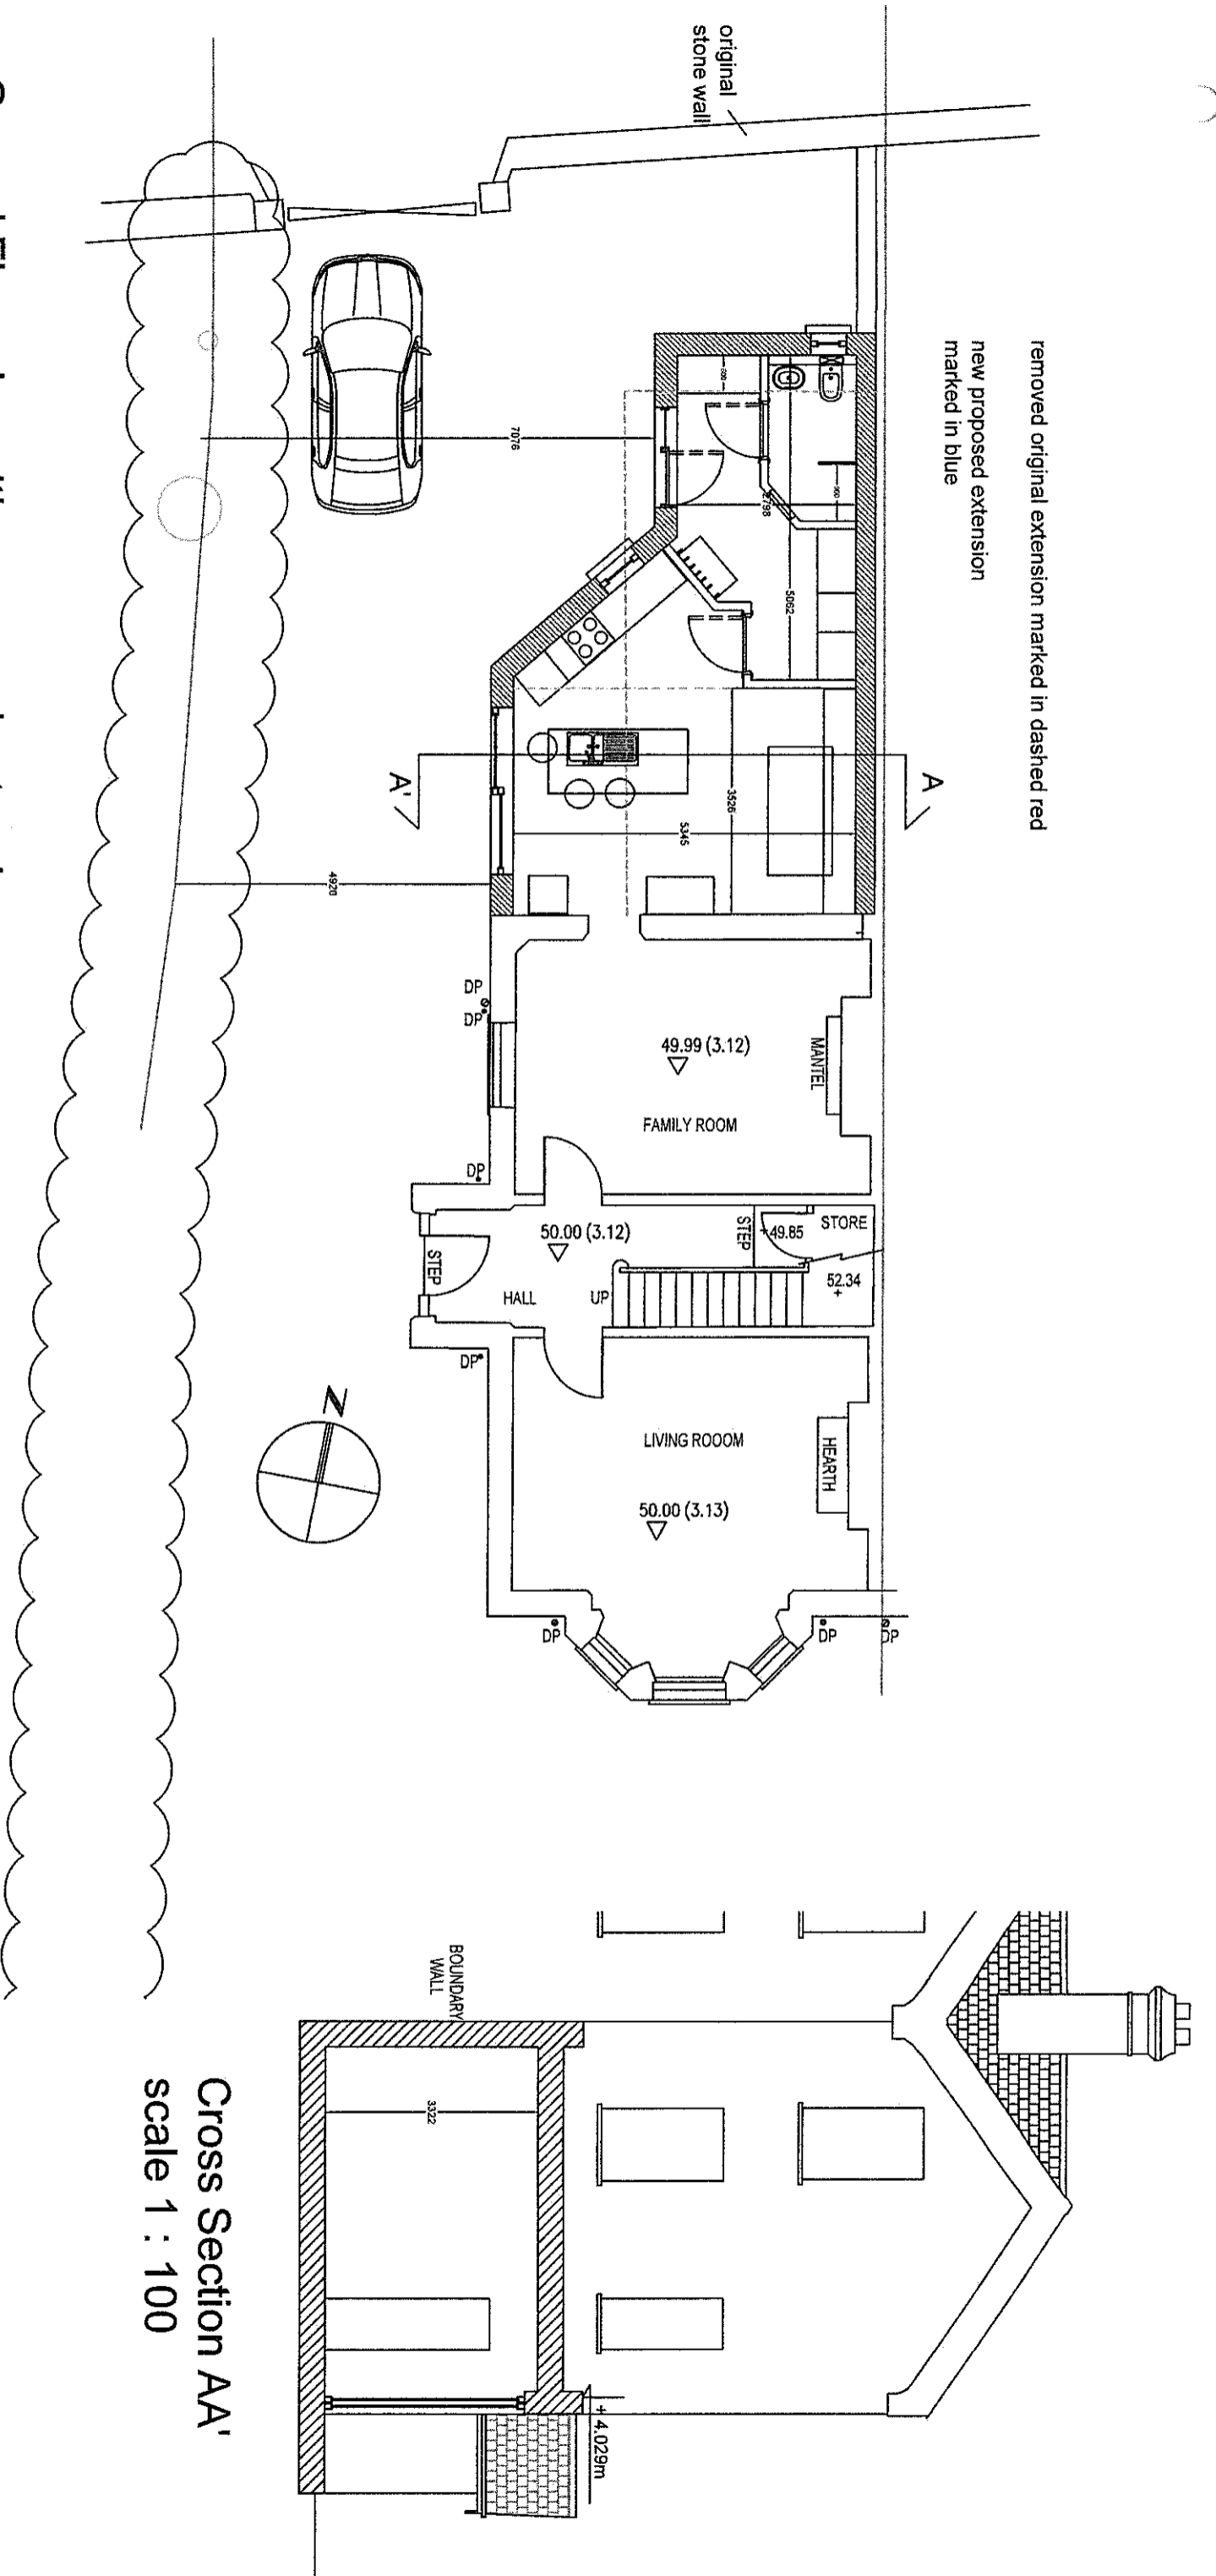 original
stone wall
removed original extension marked in dashed red
new proposed extension
marked in blue
7076
2798
5062
A
A'
3526
5345
4920
DP
DP
49.99 (3.12)
MANTEL
FAMILY ROOM
DP
50.00 (3.12)
STEP
49.85
STORE
STEP
HALL
UP
52.34
DP
N
LIVING ROOOM
HEARTH
50.00 (3.13)
DP
DP
DP
BOUNDARY
WALL
3322
+ 4.029m
Cross Section AA'
scale 1 : 100